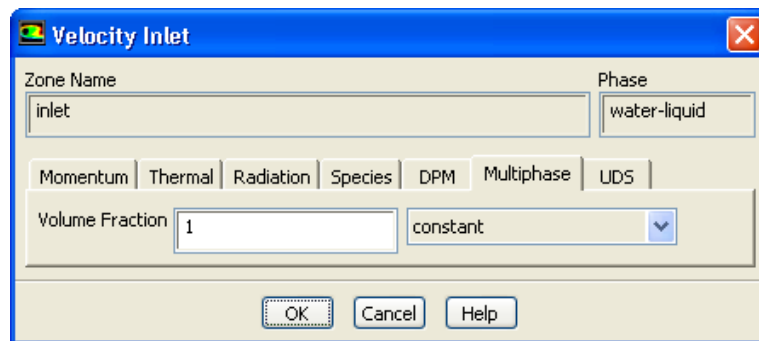 Velocity Inlet
Zone Name Phase
inlet water-liquid
Momentum Thermal Radiation Species DPM Multiphase UDS
Volume Fraction 1 constant
OK Cancel Help